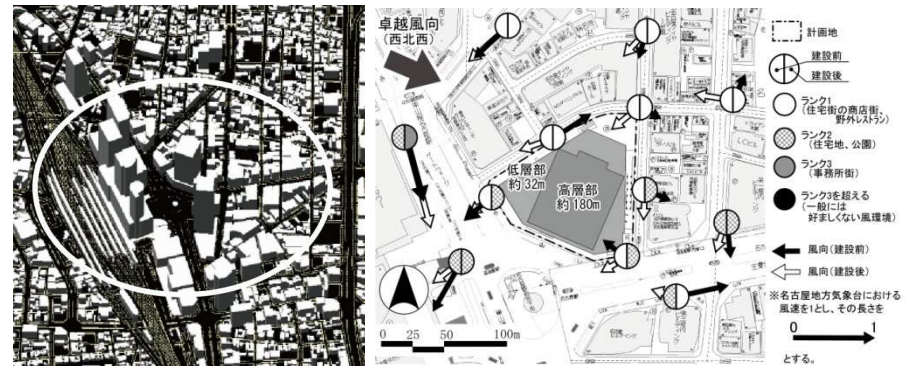 卓越風向
(西北西)
低層部
約32m
高層部
約180m
0 25 50 100m
計画地
建設前
建設後
ランク1
(住宅街の商店街、
野外レストラン)
ランク2
(住宅地、公園)
ランク3
(事務所街)
ランク3を超える
(一般には
好ましくない風環境)
風向(建設前)
風向(建設後)
※名古屋地方気象台における
風速を1とし、その長さを
0 1
とする。